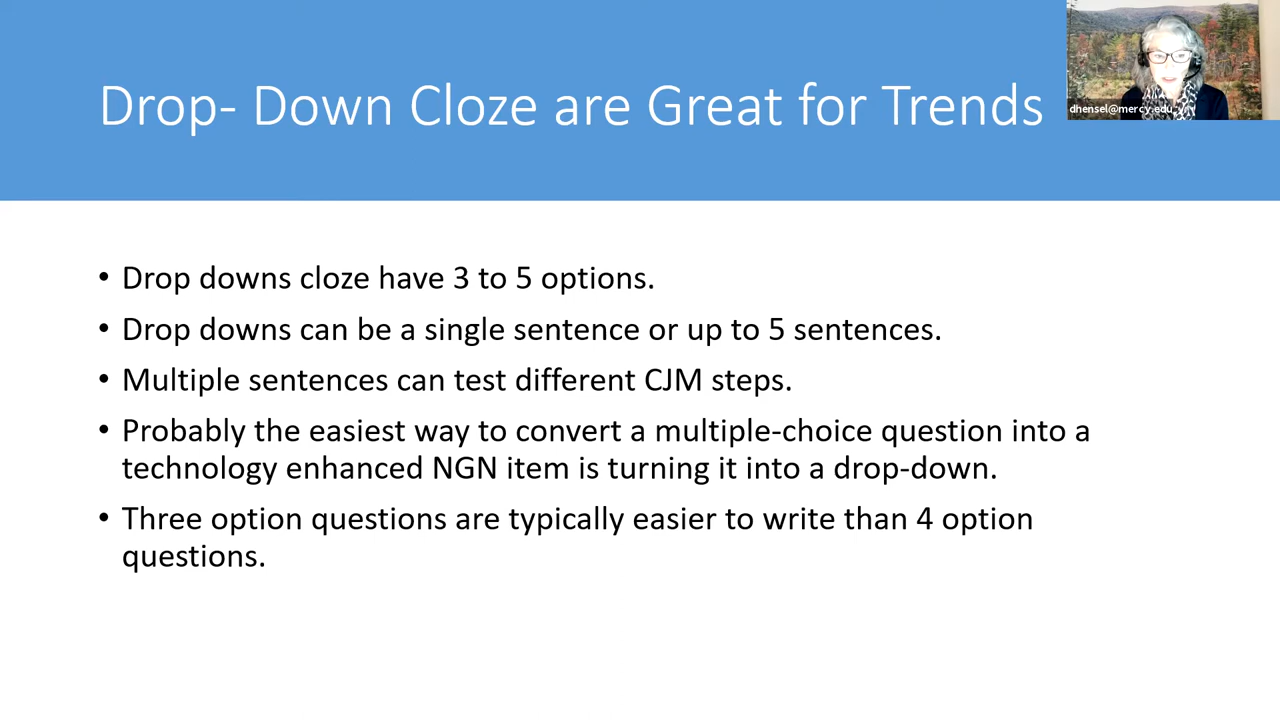 Drop- Down Cloze are Great for Trends
dhensel@mercy.edu
• Drop downs cloze have 3 to 5 options.
• Drop downs can be a single sentence or up to 5 sentences.
• Multiple sentences can test different CJM steps.
• Probably the easiest way to convert a multiple-choice question into a
technology enhanced NGN item is turning it into a drop-down.
• Three option questions are typically easier to write than 4 option
questions.